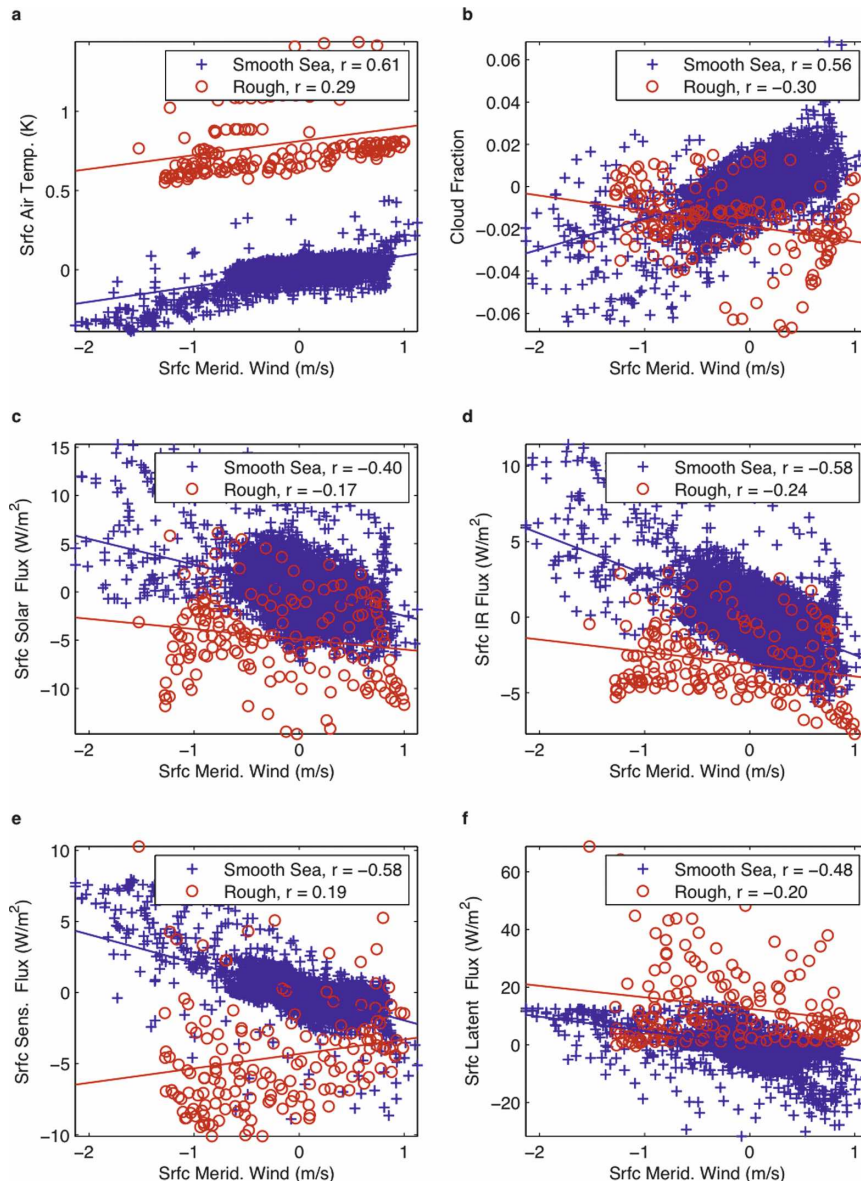 a
Smooth Sea, r = 0.61
Rough, r = 0.29
1
0.5
0
Srfc Air Temp. (K)
−2 −1 0 1
Srfc Merid. Wind (m/s)
b
Smooth Sea, r = 0.56
Rough, r = −0.30
0.06
0.04
0.02
0
−0.02
−0.04
−0.06
Cloud Fraction
−2 −1 0 1
Srfc Merid. Wind (m/s)
c
Smooth Sea, r = −0.40
Rough, r = −0.17
15
10
5
0
−5
−10
Srfc Solar Flux (W/m²)
−2 −1 0 1
Srfc Merid. Wind (m/s)
d
Smooth Sea, r = −0.58
Rough, r = −0.24
10
5
0
−5
Srfc IR Flux (W/m²)
−2 −1 0 1
Srfc Merid. Wind (m/s)
e
Smooth Sea, r = −0.58
Rough, r = 0.19
10
5
0
−5
−10
Srfc Sens. Flux (W/m²)
−2 −1 0 1
Srfc Merid. Wind (m/s)
f
Smooth Sea, r = −0.48
Rough, r = −0.20
60
40
20
0
−20
Srfc Latent Flux (W/m²)
−2 −1 0 1
Srfc Merid. Wind (m/s)